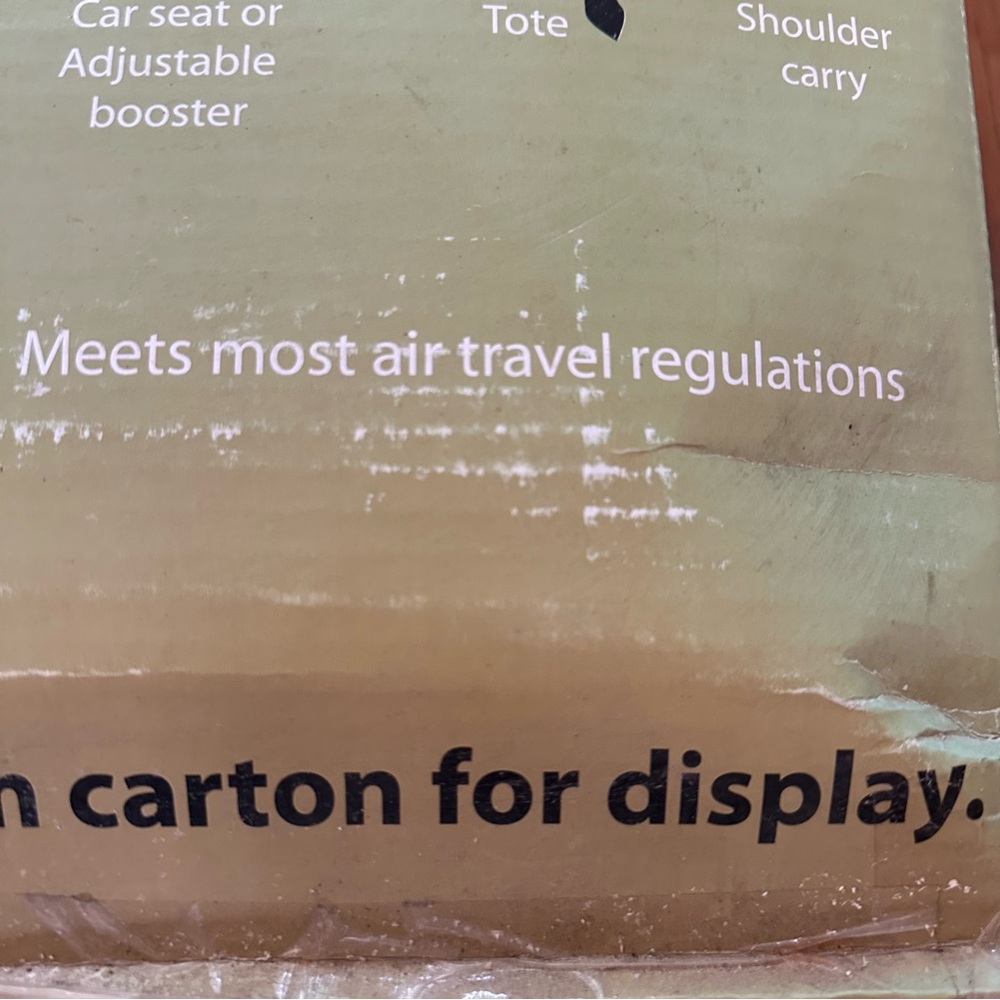 Car seat or
Adjustable
booster
Tote
Shoulder
carry
Meets most air travel regulations
carton for display.